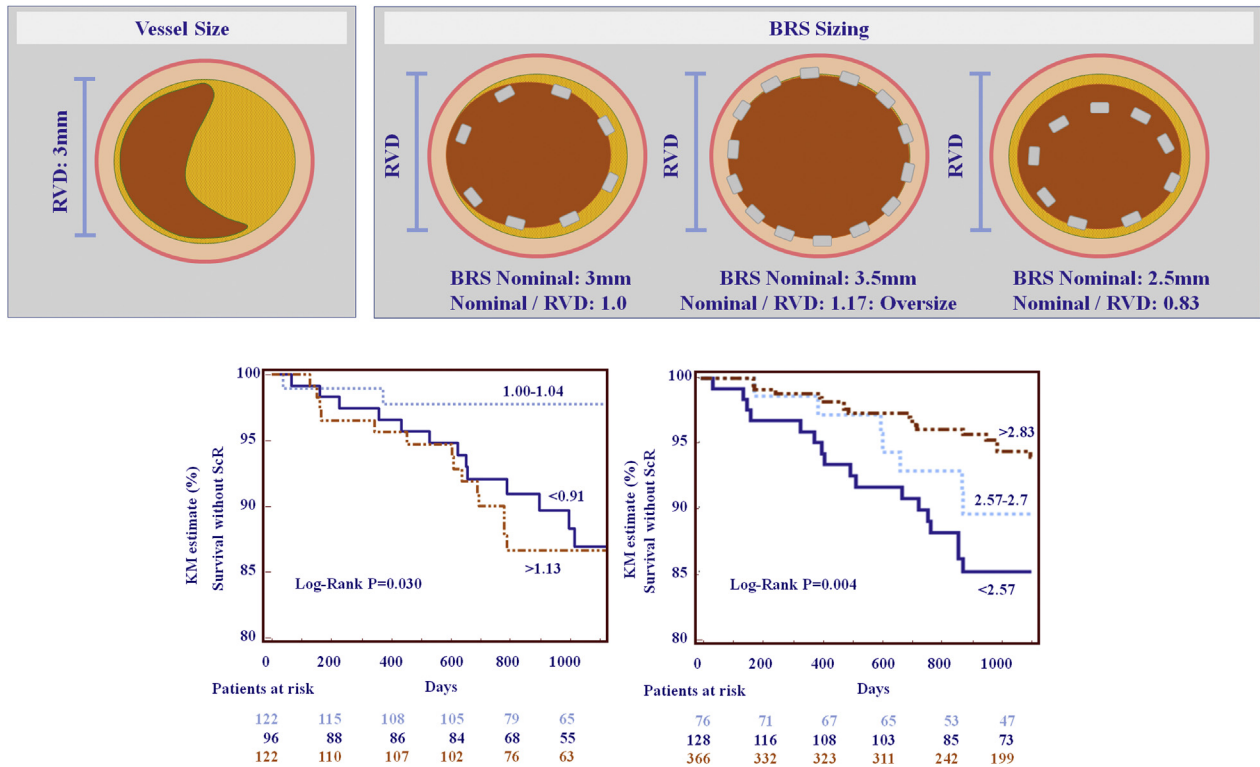 Vessel Size
RVD: 3mm
BRS Sizing
RVD
RVD
RVD
BRS Nominal: 3mm
Nominal / RVD: 1.0
BRS Nominal: 3.5mm
Nominal / RVD: 1.17: Oversize
BRS Nominal: 2.5mm
Nominal / RVD: 0.83
KM estimate (%)
Survival without ScR
100
95
90
85
80
1.00-1.04
<0.91
>1.13
Log-Rank P=0.030
0 200 400 600 800 1000
Patients at risk Days
122 115 108 105 79 65
96 88 86 84 68 55
122 110 107 102 76 63
KM estimate (%)
Survival without ScR
100
95
90
85
80
>2.83
2.57-2.7
<2.57
Log-Rank P=0.004
0 200 400 600 800 1000
Patients at risk Days
76 71 67 65 53 47
128 116 108 103 85 73
366 332 323 311 242 199